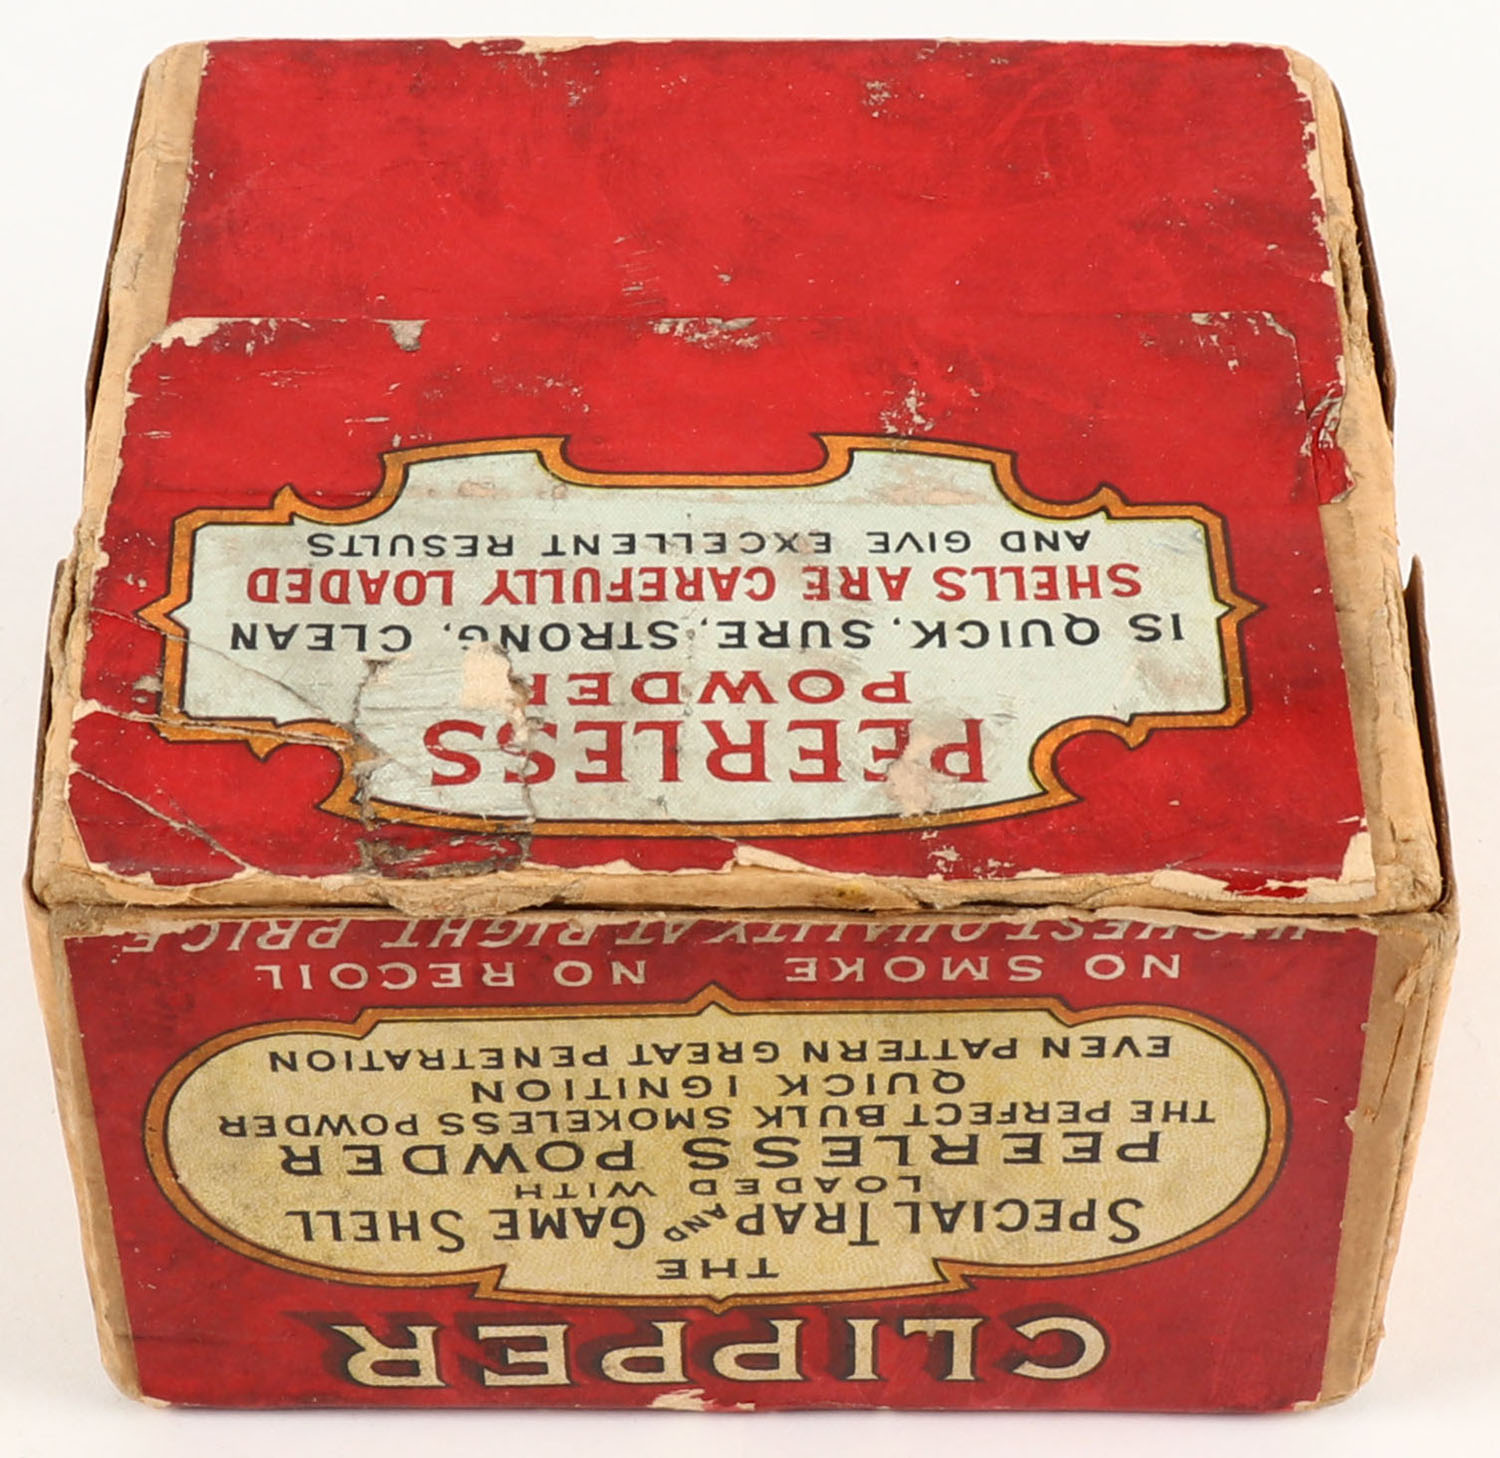 PEERLESS
POWDER
IS QUICK, SURE, STRONG, CLEAN
SHELLS ARE CAREFULLY LOADED
AND GIVE EXCELLENT RESULTS
CLIPPER
THE
SPECIAL TRAP AND GAME SHELL
LOADED WITH
PEERLESS POWDER
THE PERFECT BULK SMOKELESS POWDER
QUICK IGNITION
EVEN PATTERN GREAT PENETRATION
NO SMOKE NO RECOIL
HIGHEST QUALITY AT RIGHT PRICE